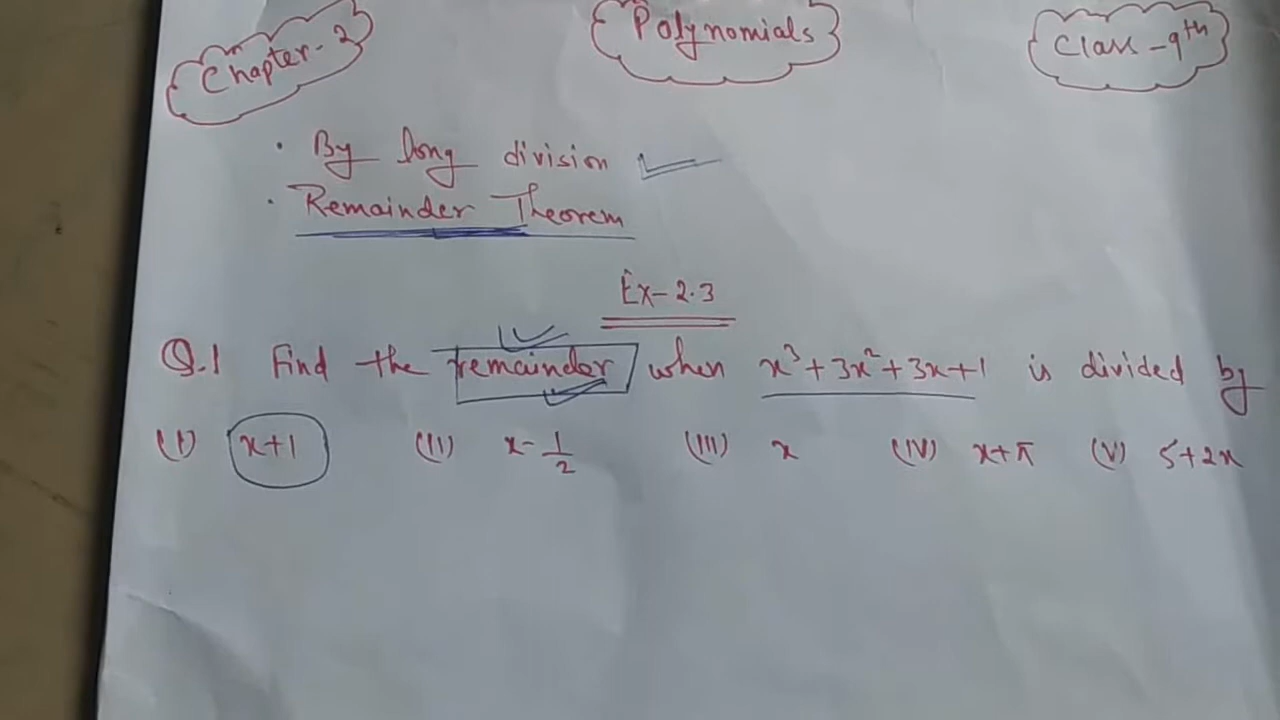 Chapter-2 Polynomials Class-9th
• By long division
• Remainder Theorem
Ex-2.3
Q.1 Find the remainder when x³+3x²+3x+1 is divided by
(I) x+1 (II) x-1/2 (III) x (IV) x+π (V) 5+2x